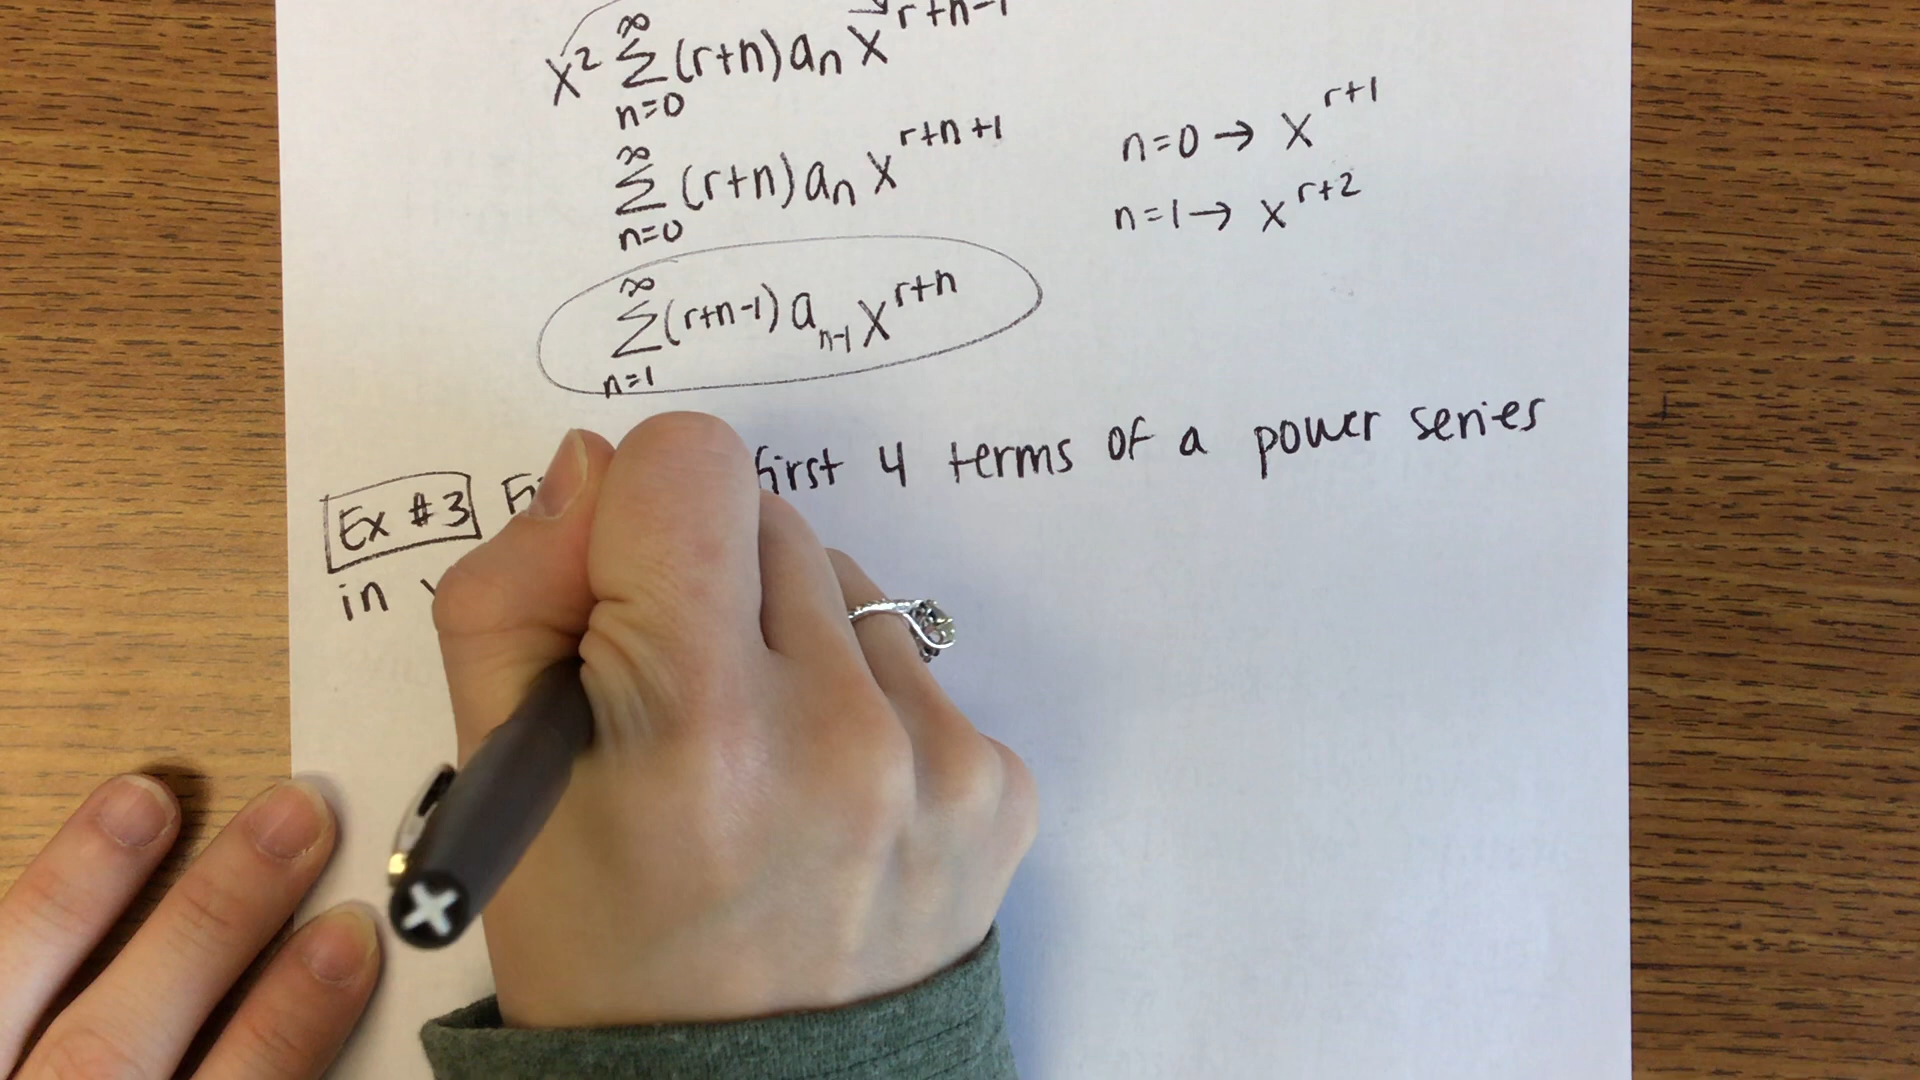 x² ∞ Σ n=0 (r+n) aₙ x^(r+n-1)
∞ Σ n=0 (r+n) aₙ x^(r+n+1)
n=0 → x^(r+1)
n=1 → x^(r+2)
∞ Σ n=1 (r+n-1) aₙ₋₁ x^(r+n)
Ex #3 first 4 terms of a power series
in